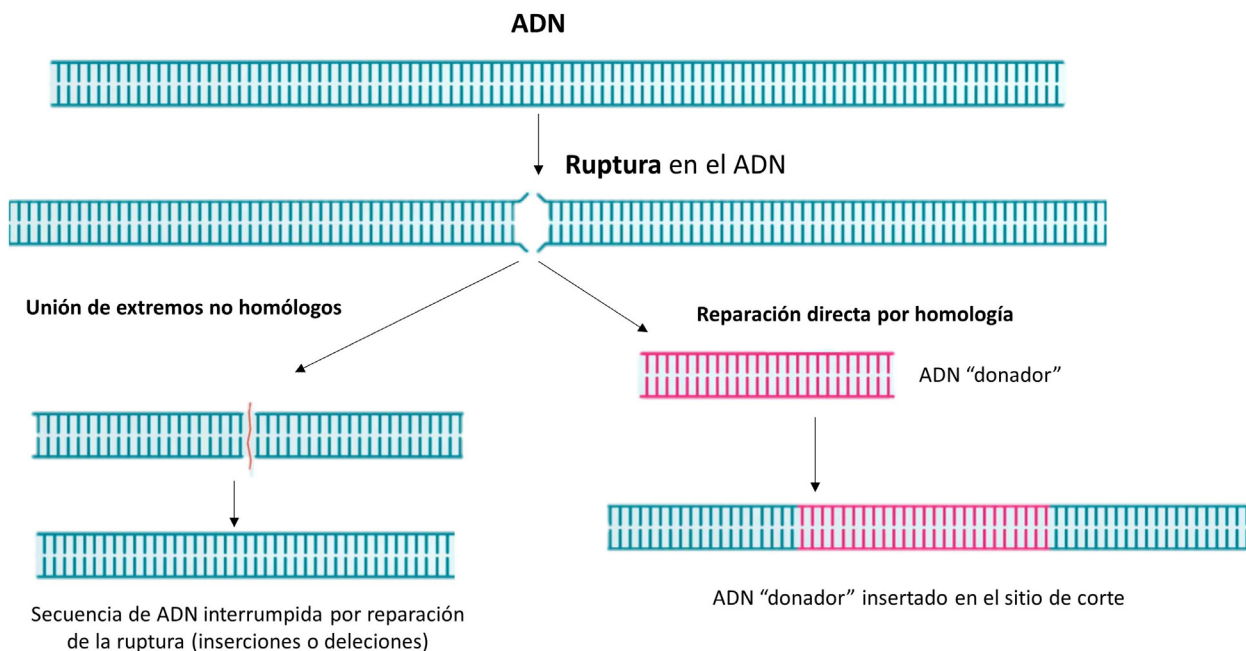 ADN
Ruptura en el ADN
Unión de extremos no homólogos
Reparación directa por homología
ADN “donador”
Secuencia de ADN interrumpida por reparación
de la ruptura (inserciones o deleciones)
ADN “donador” insertado en el sitio de corte